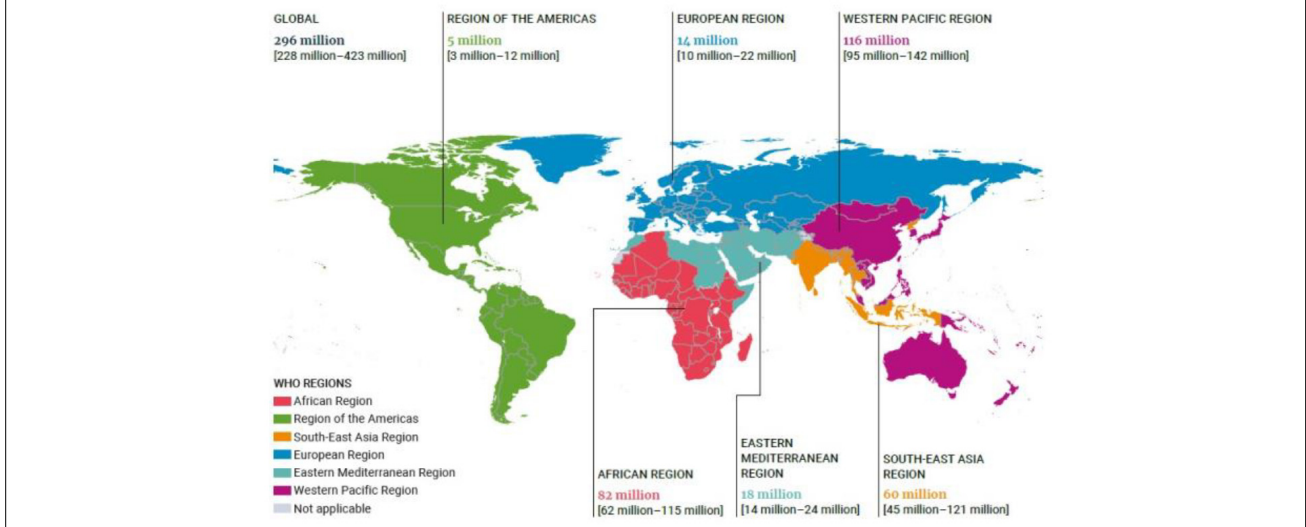 GLOBAL
296 million
[228 million–423 million]
REGION OF THE AMERICAS
5 million
[3 million–12 million]
EUROPEAN REGION
14 million
[10 million–22 million]
WESTERN PACIFIC REGION
116 million
[95 million–142 million]
WHO REGIONS
African Region
Region of the Americas
South-East Asia Region
European Region
Eastern Mediterranean Region
Western Pacific Region
Not applicable
AFRICAN REGION
82 million
[62 million–115 million]
EASTERN
MEDITERRANEAN
REGION
18 million
[14 million–24 million]
SOUTH-EAST ASIA
REGION
60 million
[45 million–121 million]